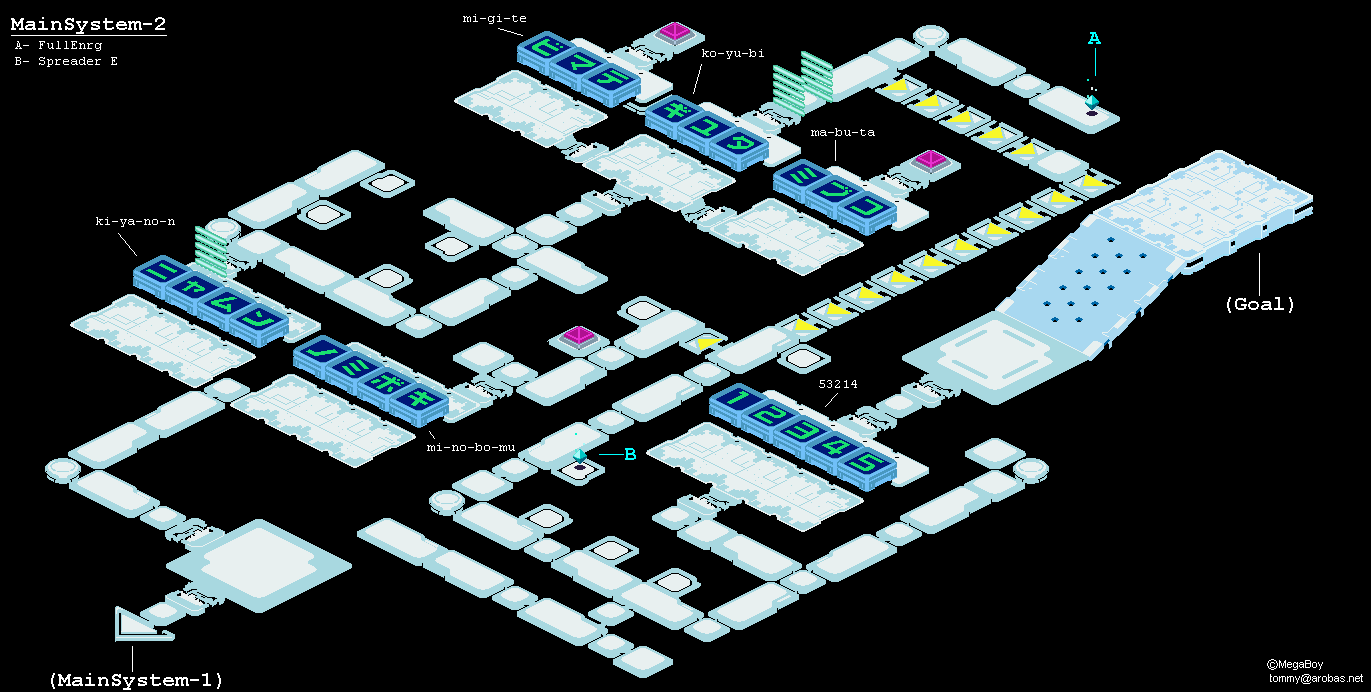 MainSystem-2
A- FullEnrg
B- Spreader E
mi-gi-te
ビマテ
ko-yu-bi
ギユタ
A
ma-bu-ta
ミブコ
ki-ya-no-n
ニャムン
(Goal)
ノミボキ
mi-no-bo-mu
53214
12345
B
(MainSystem-1)
©MegaBoy
tommy@arobas.net